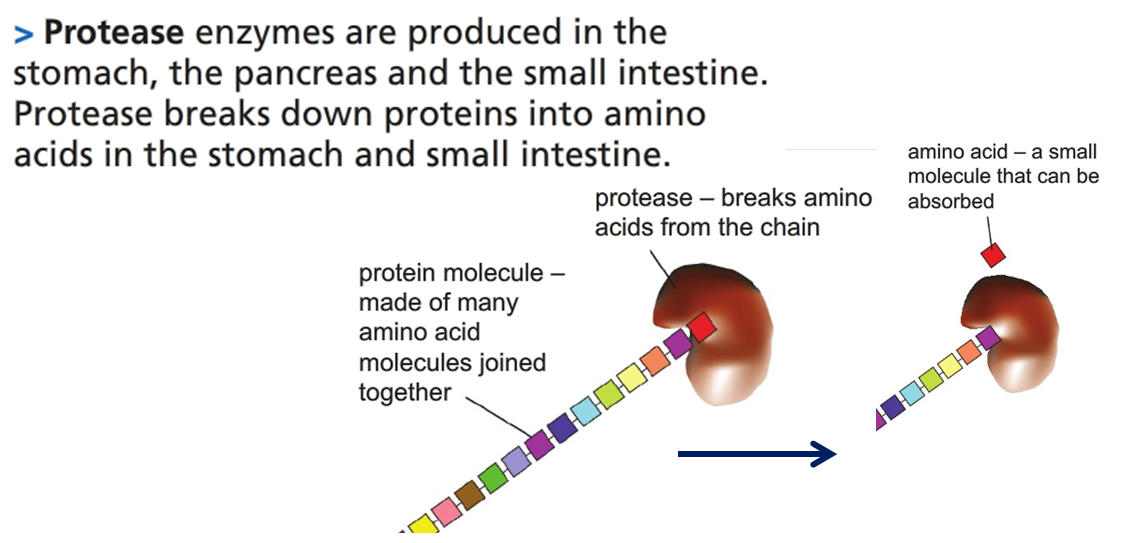 > Protease enzymes are produced in the
stomach, the pancreas and the small intestine.
Protease breaks down proteins into amino
acids in the stomach and small intestine.
amino acid – a small
molecule that can be
absorbed
protease – breaks amino
acids from the chain
protein molecule –
made of many
amino acid
molecules joined
together